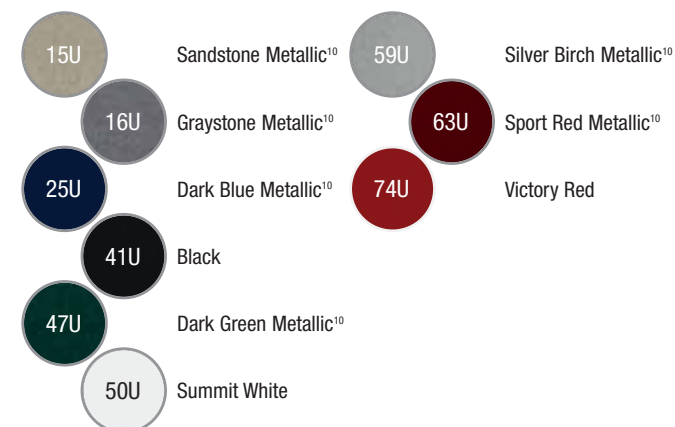 15U Sandstone Metallic¹⁰
16U Graystone Metallic¹⁰
25U Dark Blue Metallic¹⁰
41U Black
47U Dark Green Metallic¹⁰
50U Summit White
59U Silver Birch Metallic¹⁰
63U Sport Red Metallic¹⁰
74U Victory Red